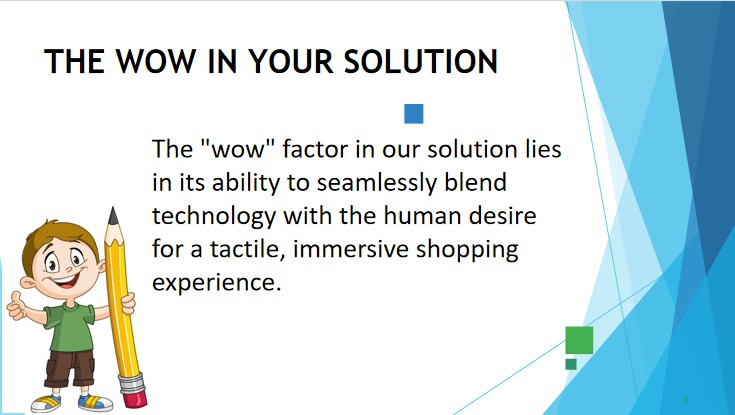 THE WOW IN YOUR SOLUTION
The "wow" factor in our solution lies
in its ability to seamlessly blend
technology with the human desire
for a tactile, immersive shopping
experience.